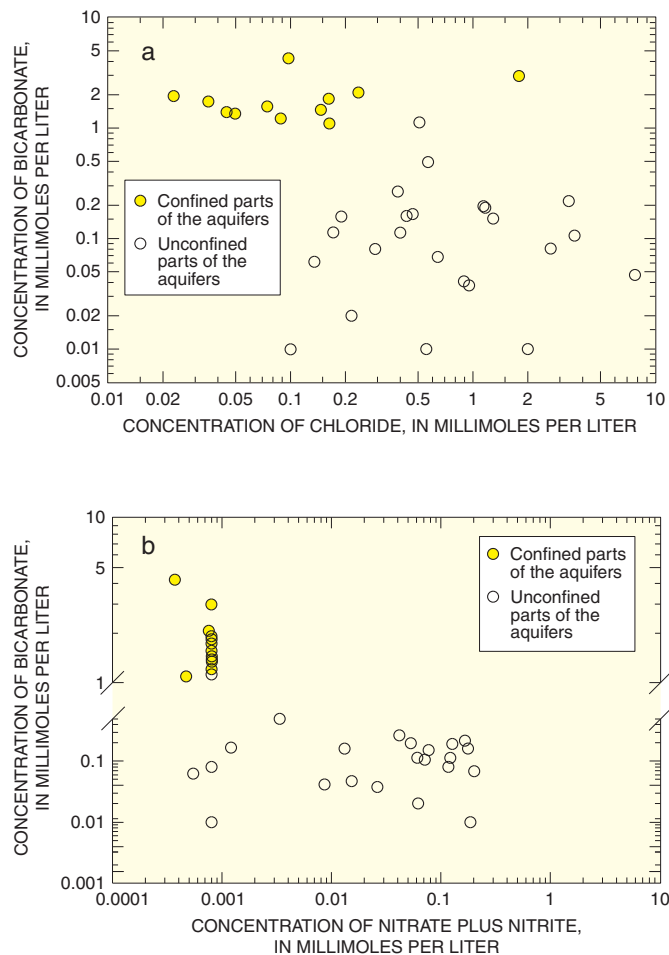 a
CONCENTRATION OF BICARBONATE,
IN MILLIMOLES PER LITER
10
5
2
1
0.5
0.2
0.1
0.05
0.02
0.01
0.005
Confined parts
of the aquifers
Unconfined
parts of the
aquifers
0.01
0.02
0.05
0.1
0.2
0.5
1
2
5
10
CONCENTRATION OF CHLORIDE, IN MILLIMOLES PER LITER
b
CONCENTRATION OF BICARBONATE,
IN MILLIMOLES PER LITER
10
5
1
0.1
0.01
0.001
Confined parts
of the aquifers
Unconfined
parts of the
aquifers
0.0001
0.001
0.01
0.1
1
10
CONCENTRATION OF NITRATE PLUS NITRITE,
IN MILLIMOLES PER LITER